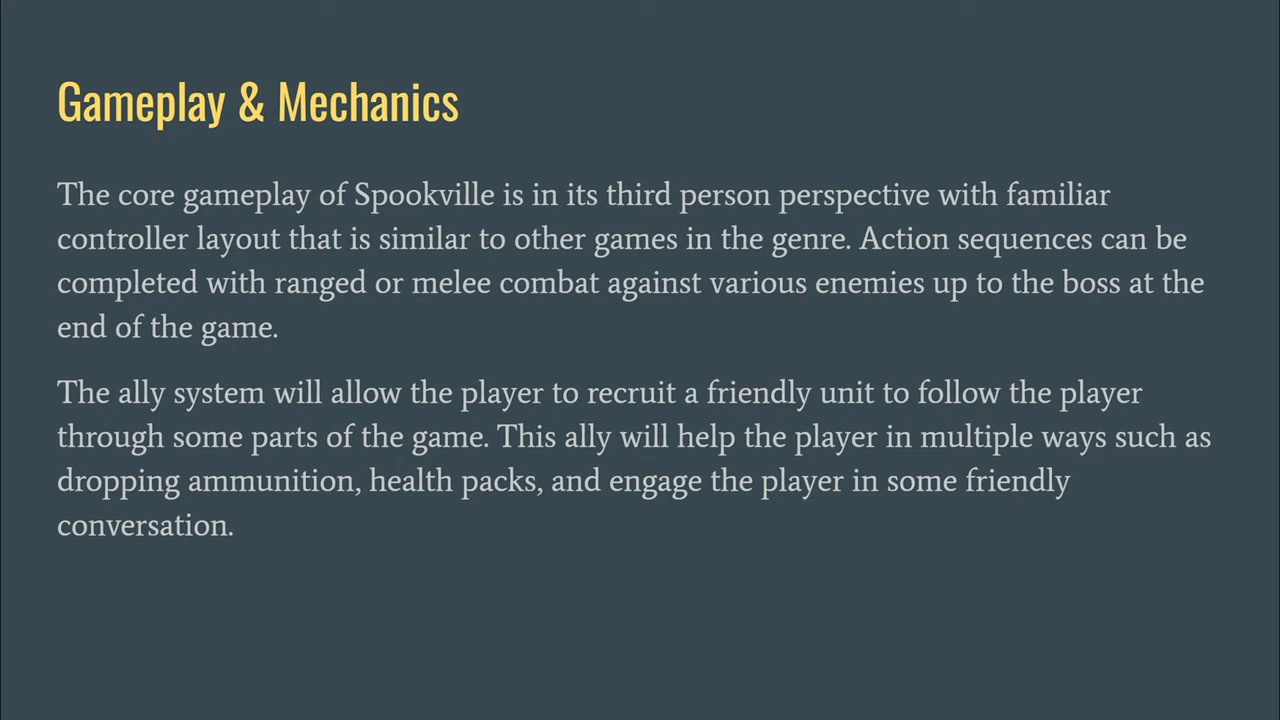 Gameplay & Mechanics
The core gameplay of Spookville is in its third person perspective with familiar
controller layout that is similar to other games in the genre. Action sequences can be
completed with ranged or melee combat against various enemies up to the boss at the
end of the game.
The ally system will allow the player to recruit a friendly unit to follow the player
through some parts of the game. This ally will help the player in multiple ways such as
dropping ammunition, health packs, and engage the player in some friendly
conversation.